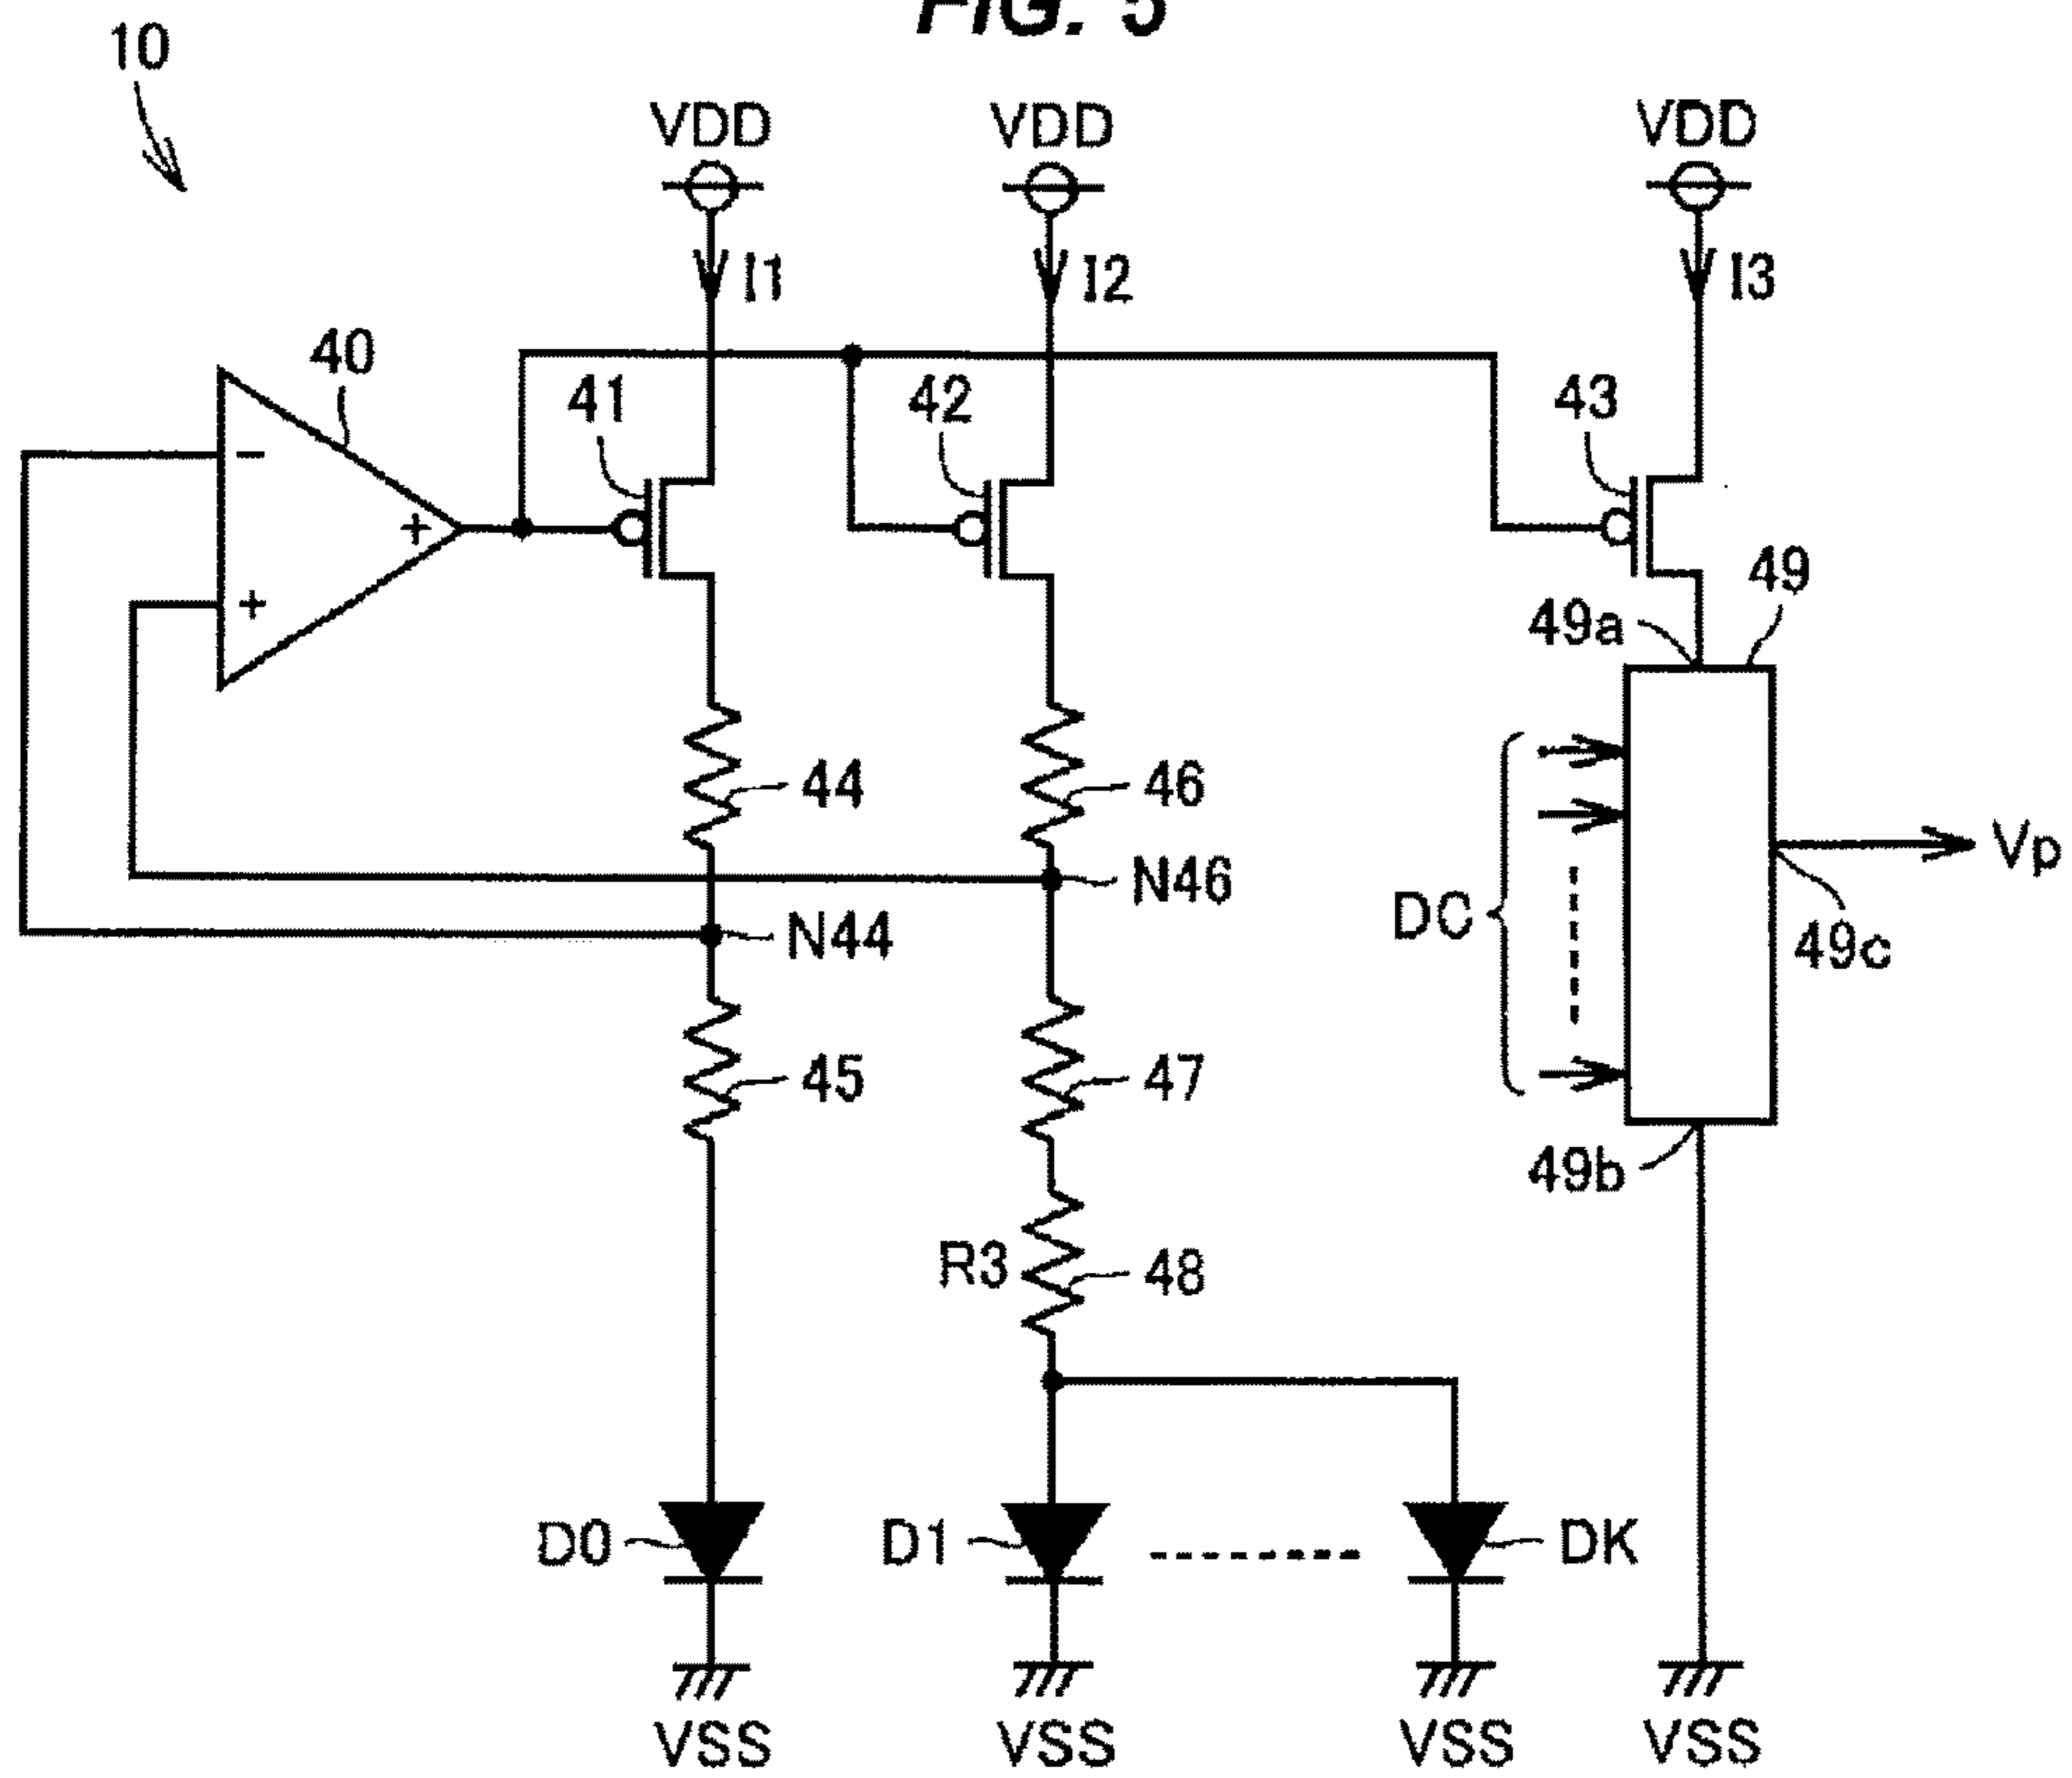 FIG. 5
10
VDD VDD VDD
I1 I2 I3
40
41 42 43
−
+
+
49
49a
44 46
N46
N44
DC
Vp
49c
45 47
49b
R3 48
D0 D1 DK
VSS VSS VSS VSS